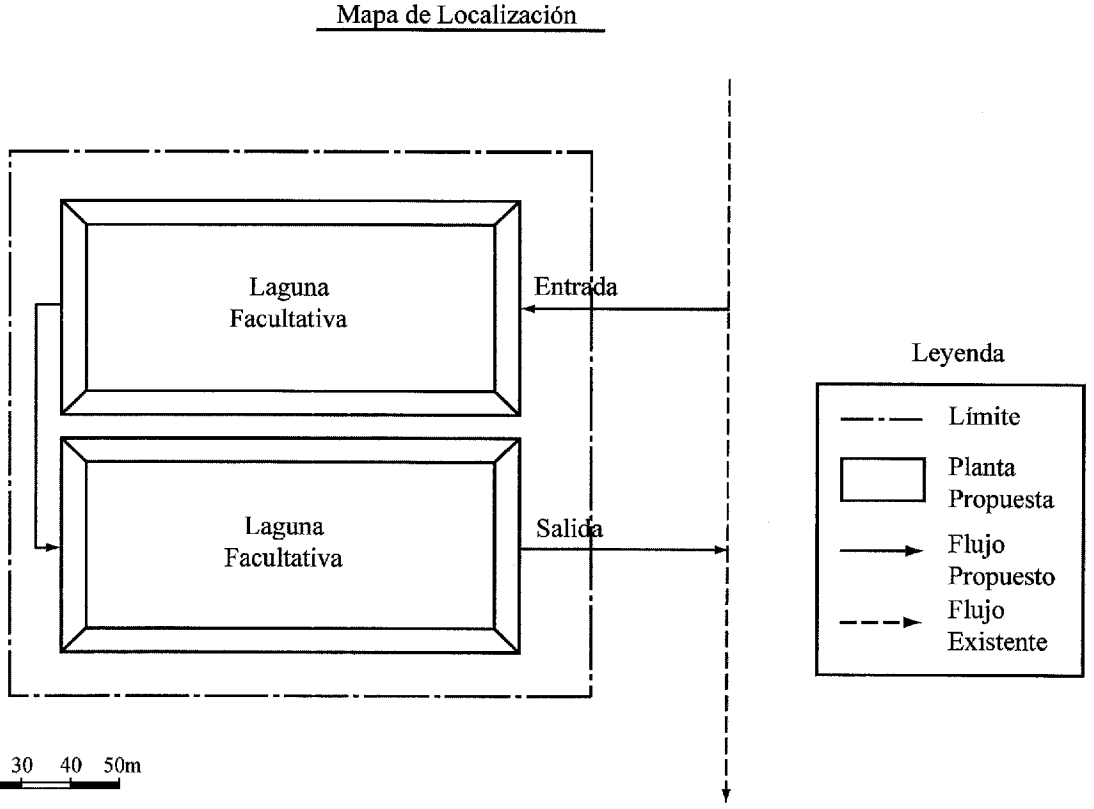 Mapa de Localización
Laguna
Facultativa
Entrada
Laguna
Facultativa
Salida
Leyenda
Límite
Planta
Propuesta
Flujo
Propuesto
Flujo
Existente
30 40 50m